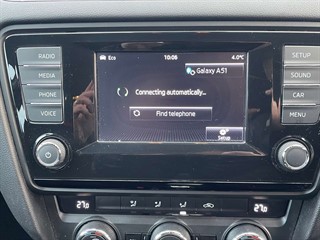 RADIO
MEDIA
PHONE
VOICE
Eco 10:06 4.0°C
Galaxy A51
Connecting automatically...
Find telephone
Setup
SETUP
SOUND
CAR
MENU
27.0
27.0